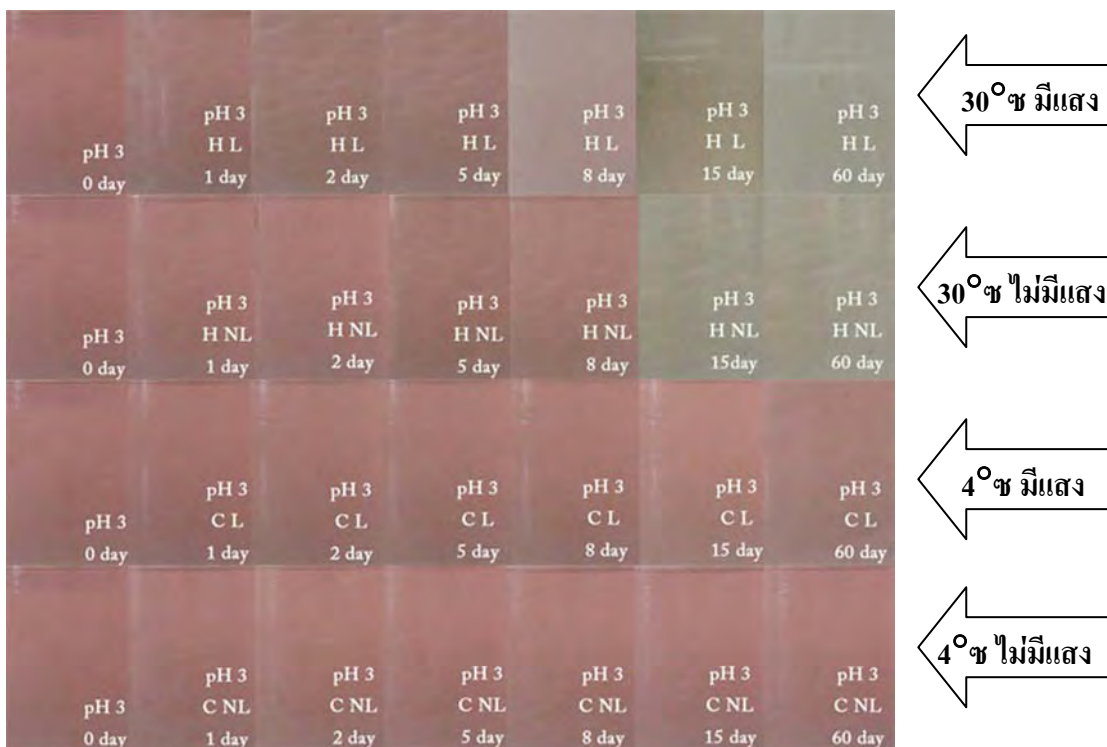 pH 3
0 day
pH 3
H L
1 day
pH 3
H L
2 day
pH 3
H L
5 day
pH 3
H L
8 day
pH 3
H L
15 day
pH 3
H L
60 day
30°ซ มีแสง
pH 3
0 day
pH 3
H NL
1 day
pH 3
H NL
2 day
pH 3
H NL
5 day
pH 3
H NL
8 day
pH 3
H NL
15day
pH 3
H NL
60 day
30°ซ ไม่มีแสง
pH 3
0 day
pH 3
C L
1 day
pH 3
C L
2 day
pH 3
C L
5 day
pH 3
C L
8 day
pH 3
C L
15 day
pH 3
C L
60 day
4°ซ มีแสง
pH 3
0 day
pH 3
C NL
1 day
pH 3
C NL
2 day
pH 3
C NL
5 day
pH 3
C NL
8 day
pH 3
C NL
15 day
pH 3
C NL
60 day
4°ซ ไม่มีแสง